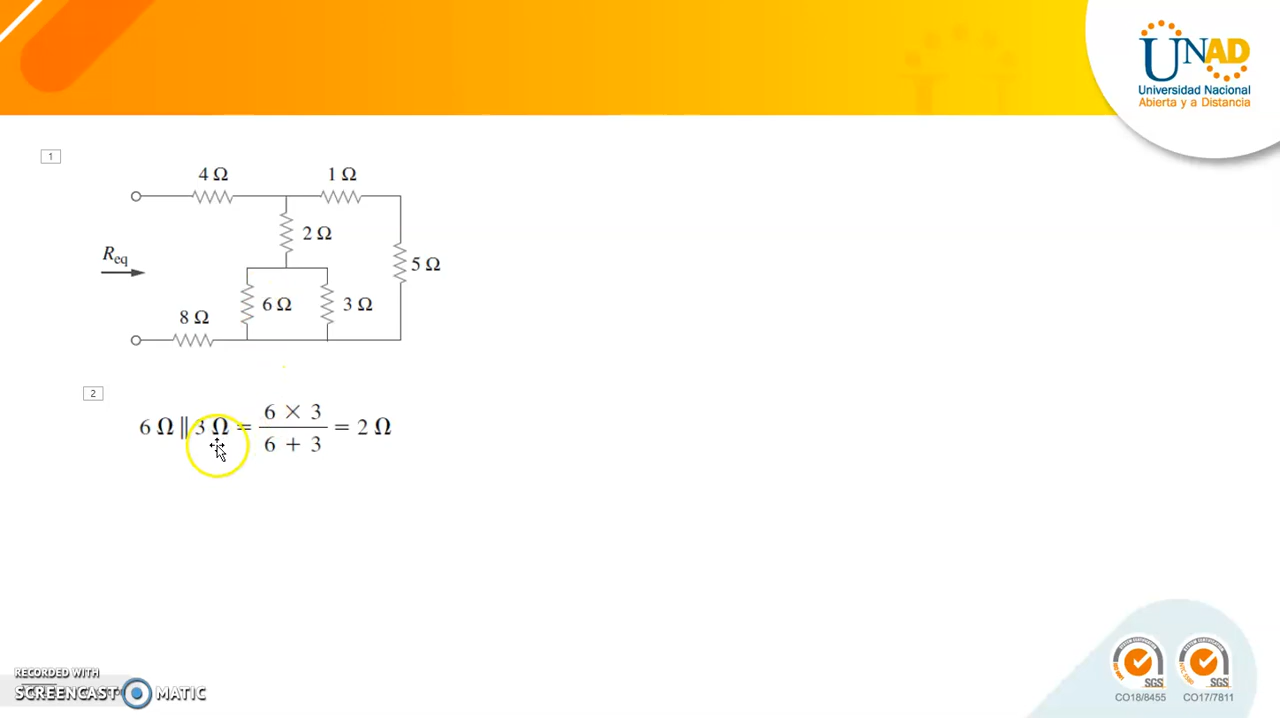 UNAD
Universidad Nacional
Abierta y a Distancia
1
4 Ω
1 Ω
2 Ω
Req
5 Ω
6 Ω
3 Ω
8 Ω
2
6 Ω || 3 Ω = (6 × 3)/(6 + 3) = 2 Ω
RECORDED WITH
SCREENCAST MATIC
SGS
SGS
CO18/8455
CO17/7811